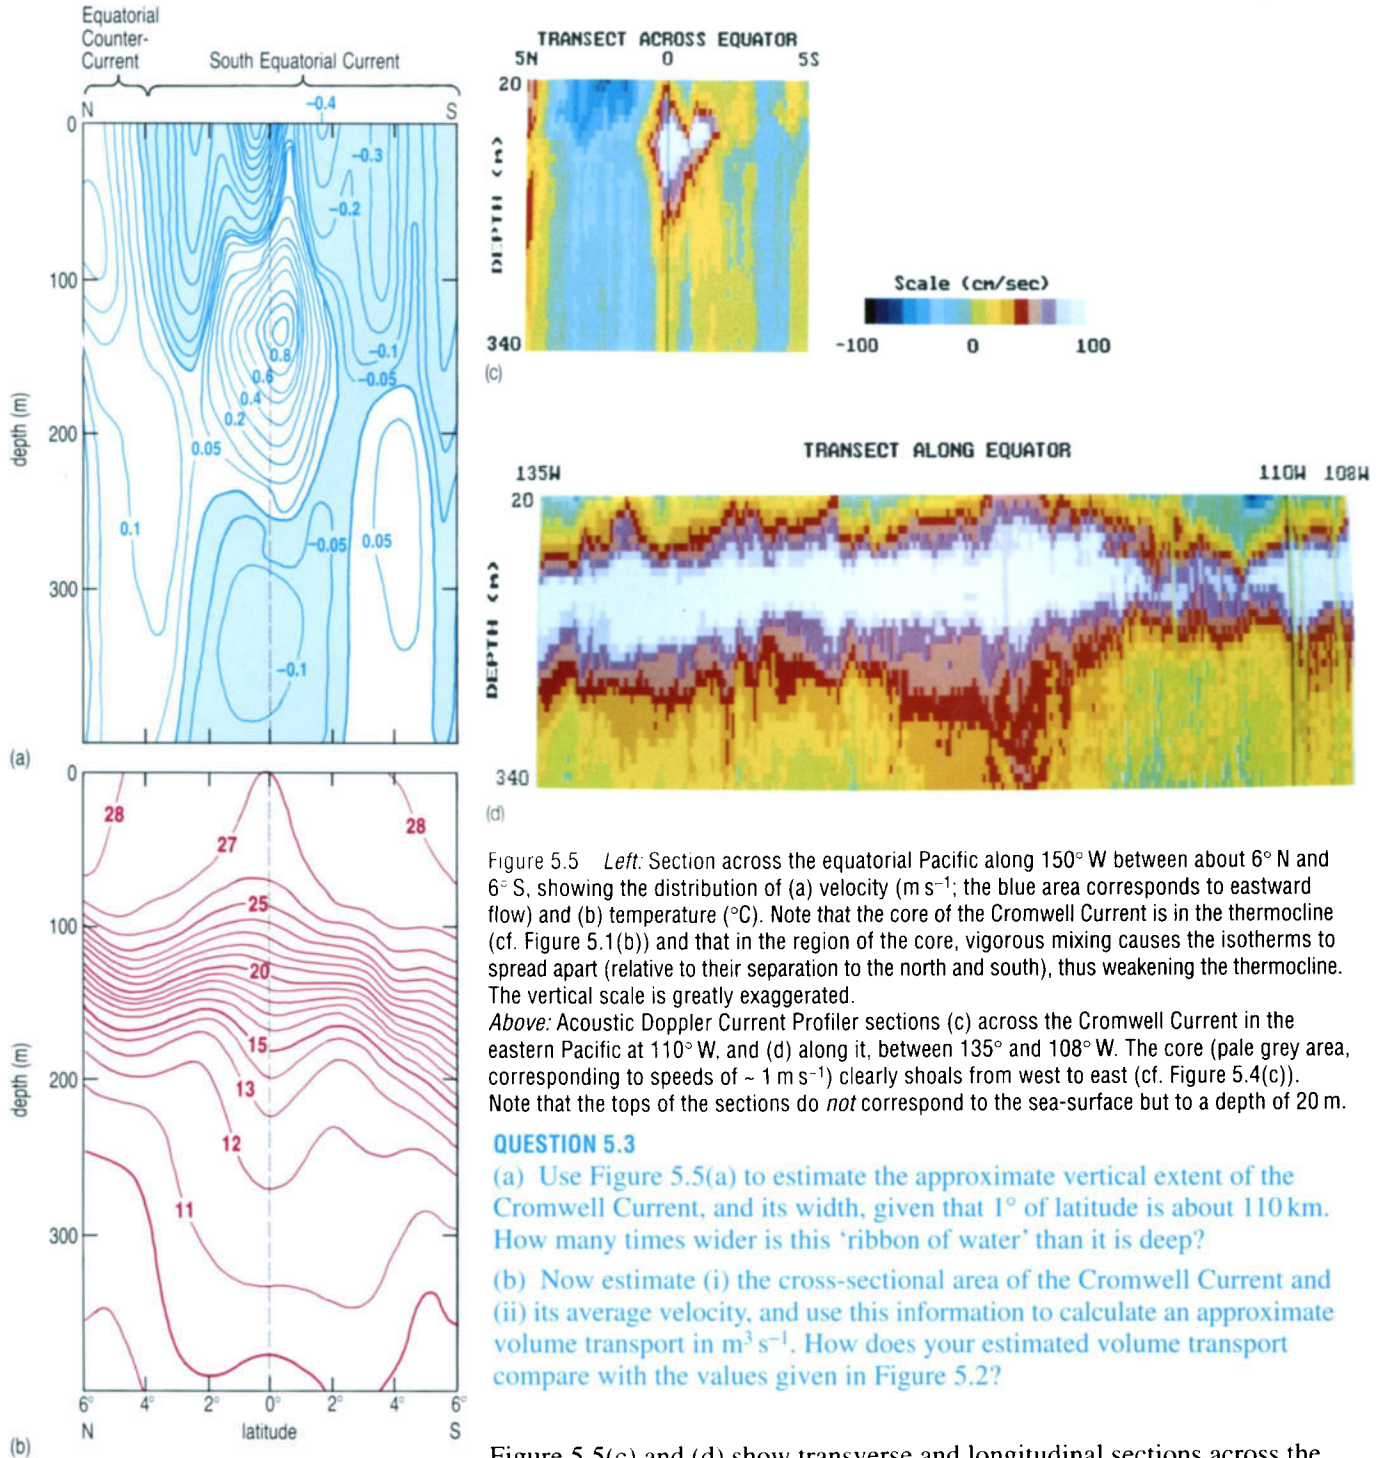 Equatorial
Counter-
Current
South Equatorial Current
N
S
−0.4
−0.3
−0.2
−0.1
−0.05
0.8
0.6
0.4
0.2
0.05
0.1
−0.05
0.05
−0.1
0
100
200
300
depth (m)
(a)
28
27
28
25
20
15
13
12
11
0
100
200
300
depth (m)
6° 4° 2° 0° 2° 4° 6°
N latitude S
(b)
TRANSECT ACROSS EQUATOR
5N 0 5S
20
DEPTH (m)
340
(c)
Scale (cm/sec)
-100 0 100
TRANSECT ALONG EQUATOR
135W 110W 108W
20
DEPTH (m)
340
(d)
Figure 5.5 Left: Section across the equatorial Pacific along 150° W between about 6° N and
6° S, showing the distribution of (a) velocity (m s⁻¹; the blue area corresponds to eastward
flow) and (b) temperature (°C). Note that the core of the Cromwell Current is in the thermocline
(cf. Figure 5.1(b)) and that in the region of the core, vigorous mixing causes the isotherms to
spread apart (relative to their separation to the north and south), thus weakening the thermocline.
The vertical scale is greatly exaggerated.
Above: Acoustic Doppler Current Profiler sections (c) across the Cromwell Current in the
eastern Pacific at 110° W, and (d) along it, between 135° and 108° W. The core (pale grey area,
corresponding to speeds of ~ 1 m s⁻¹) clearly shoals from west to east (cf. Figure 5.4(c)).
Note that the tops of the sections do not correspond to the sea-surface but to a depth of 20 m.
QUESTION 5.3
(a) Use Figure 5.5(a) to estimate the approximate vertical extent of the
Cromwell Current, and its width, given that 1° of latitude is about 110 km.
How many times wider is this ‘ribbon of water’ than it is deep?
(b) Now estimate (i) the cross-sectional area of the Cromwell Current and
(ii) its average velocity, and use this information to calculate an approximate
volume transport in m³ s⁻¹. How does your estimated volume transport
compare with the values given in Figure 5.2?
Figure 5.5(c) and (d) show transverse and longitudinal sections across the